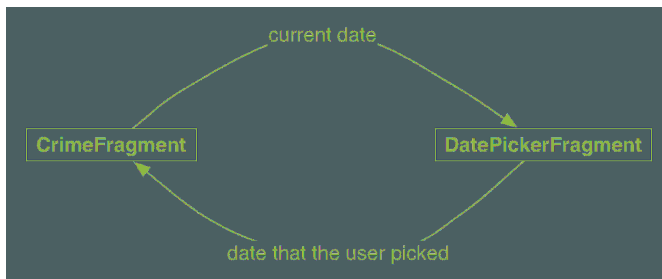 current date
CrimeFragment
DatePickerFragment
date that the user picked